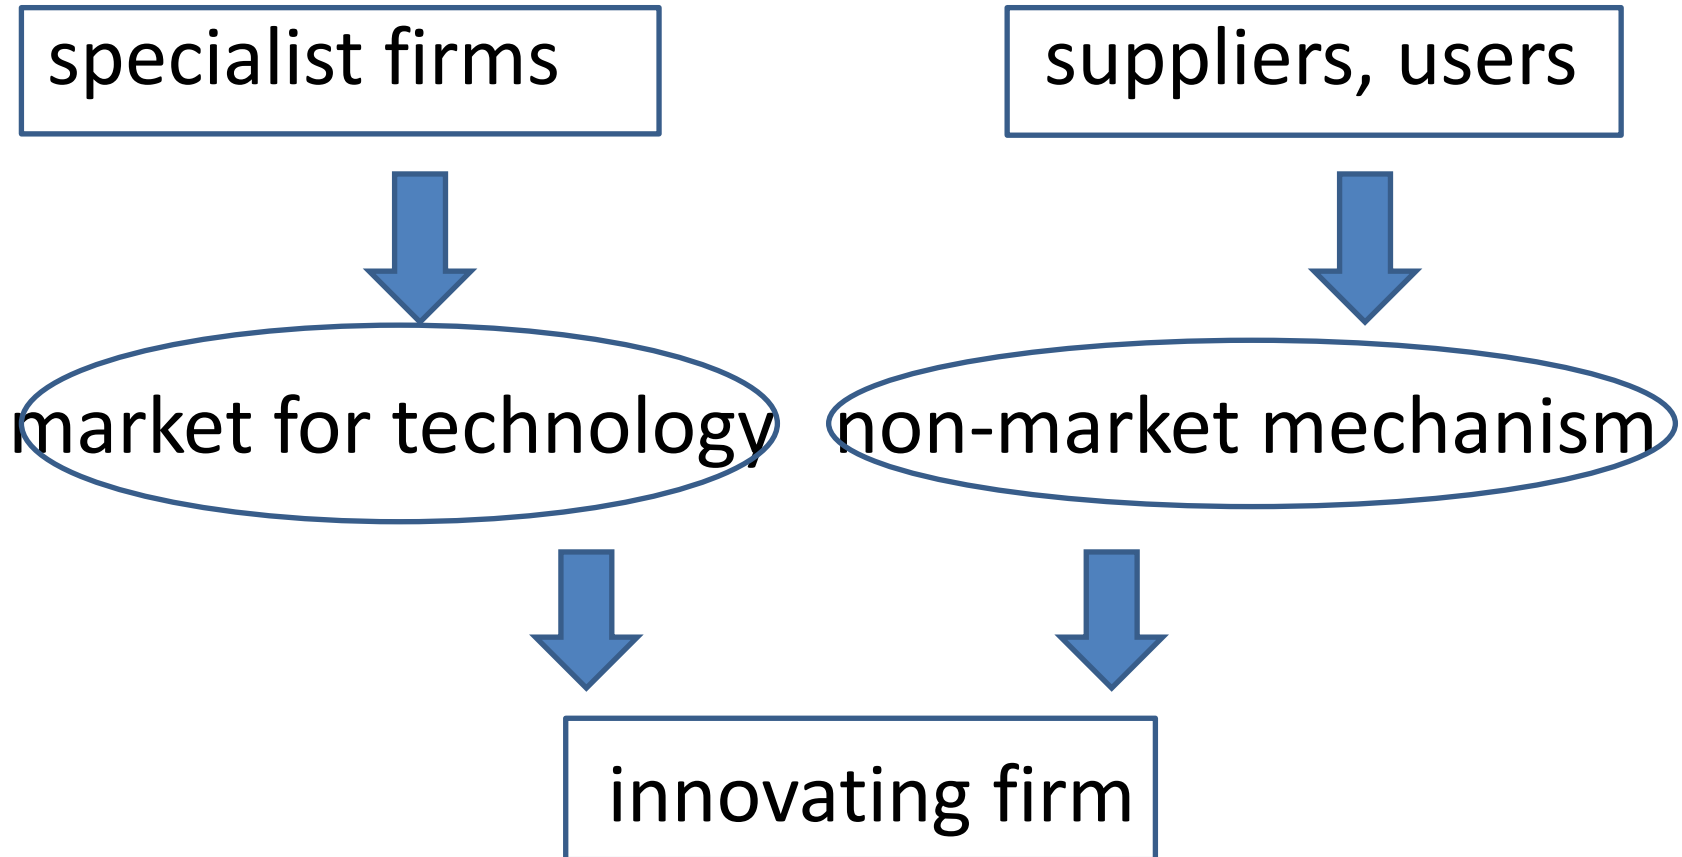 specialist firms
suppliers, users
market for technology
non-market mechanism
innovating firm